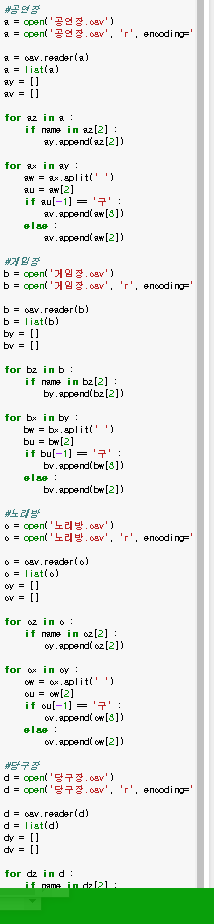 #공연장
a = open('공연장.csv')
a = open('공연장.csv', 'r', encoding='
a = csv.reader(a)
a = list(a)
ay = []
av = []
for az in a :
if name in az[2] :
ay.append(az[2])
for ax in ay :
aw = ax.split(' ')
au = aw[2]
if au[-1] == '구' :
av.append(aw[3])
else :
av.append(aw[2])
#게임장
b = open('게임장.csv')
b = open('게임장.csv', 'r', encoding='
b = csv.reader(b)
b = list(b)
by = []
bv = []
for bz in b :
if name in bz[2] :
by.append(bz[2])
for bx in by :
bw = bx.split(' ')
bu = bw[2]
if bu[-1] == '구' :
bv.append(bw[3])
else :
bv.append(bw[2])
#노래방
c = open('노래방.csv')
c = open('노래방.csv', 'r', encoding='
c = csv.reader(c)
c = list(c)
cy = []
cv = []
for cz in c :
if name in cz[2] :
cy.append(cz[2])
for cx in cy :
cw = cx.split(' ')
cu = cw[2]
if cu[-1] == '구' :
cv.append(cw[3])
else :
cv.append(cw[2])
#당구장
d = open('당구장.csv')
d = open('당구장.csv', 'r', encoding='
d = csv.reader(d)
d = list(d)
dy = []
dv = []
for dz in d :
if name in dz[2] :